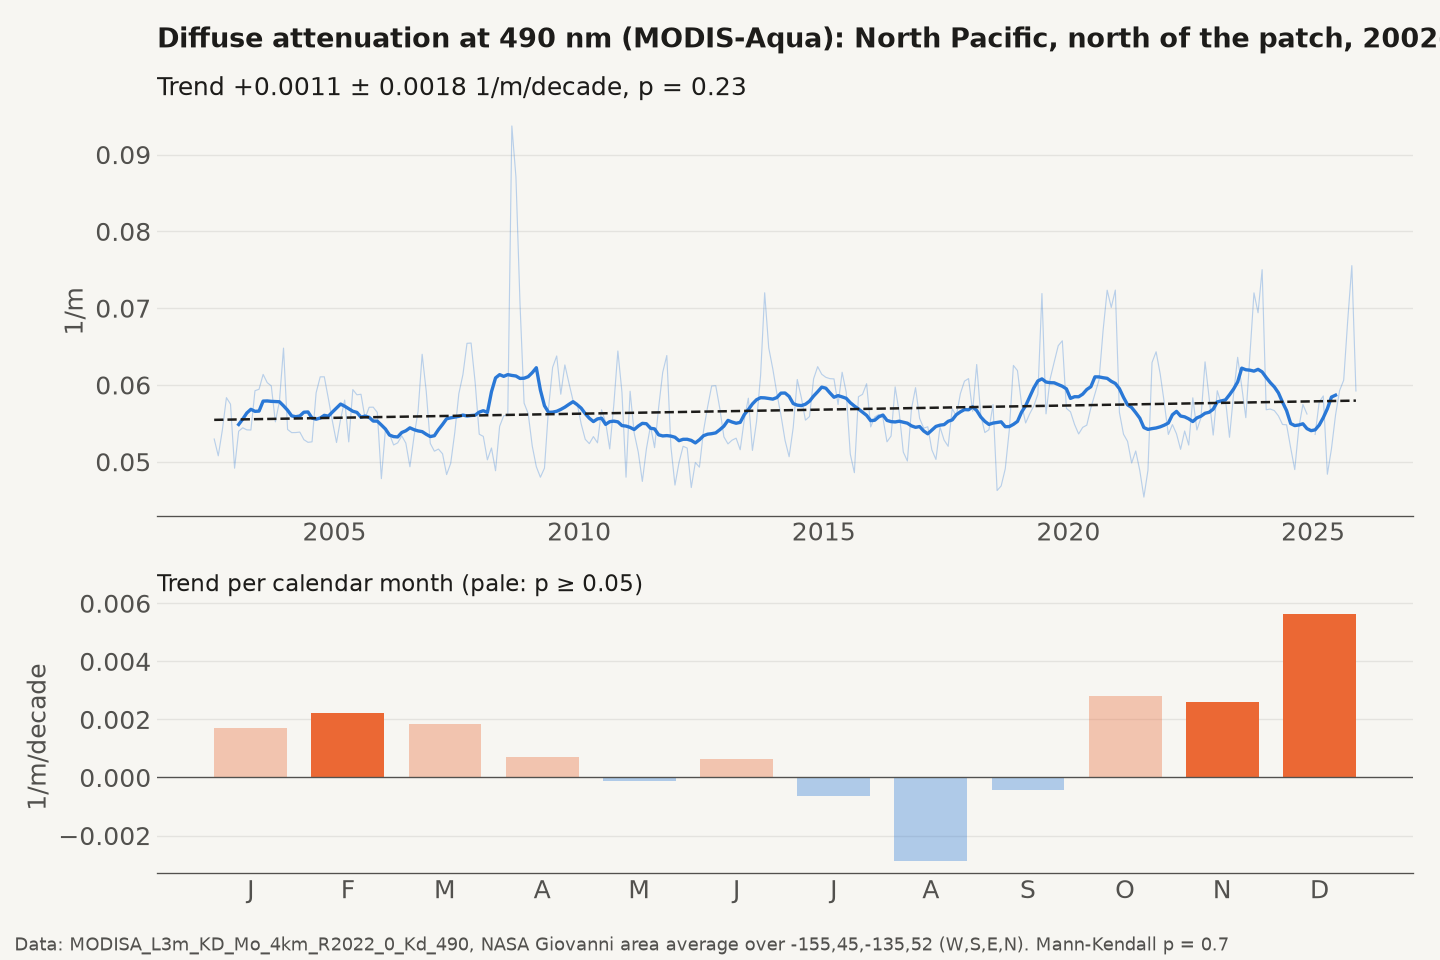 Diffuse attenuation at 490 nm (MODIS-Aqua): North Pacific, north of the patch, 2002
Trend +0.0011 ± 0.0018 1/m/decade, p = 0.23
1/m
0.09
0.08
0.07
0.06
0.05
2005 2010 2015 2020 2025
Trend per calendar month (pale: p ≥ 0.05)
1/m/decade
0.006
0.004
0.002
0.000
−0.002
J F M A M J J A S O N D
Data: MODISA_L3m_KD_Mo_4km_R2022_0_Kd_490, NASA Giovanni area average over -155,45,-135,52 (W,S,E,N). Mann-Kendall p = 0.7